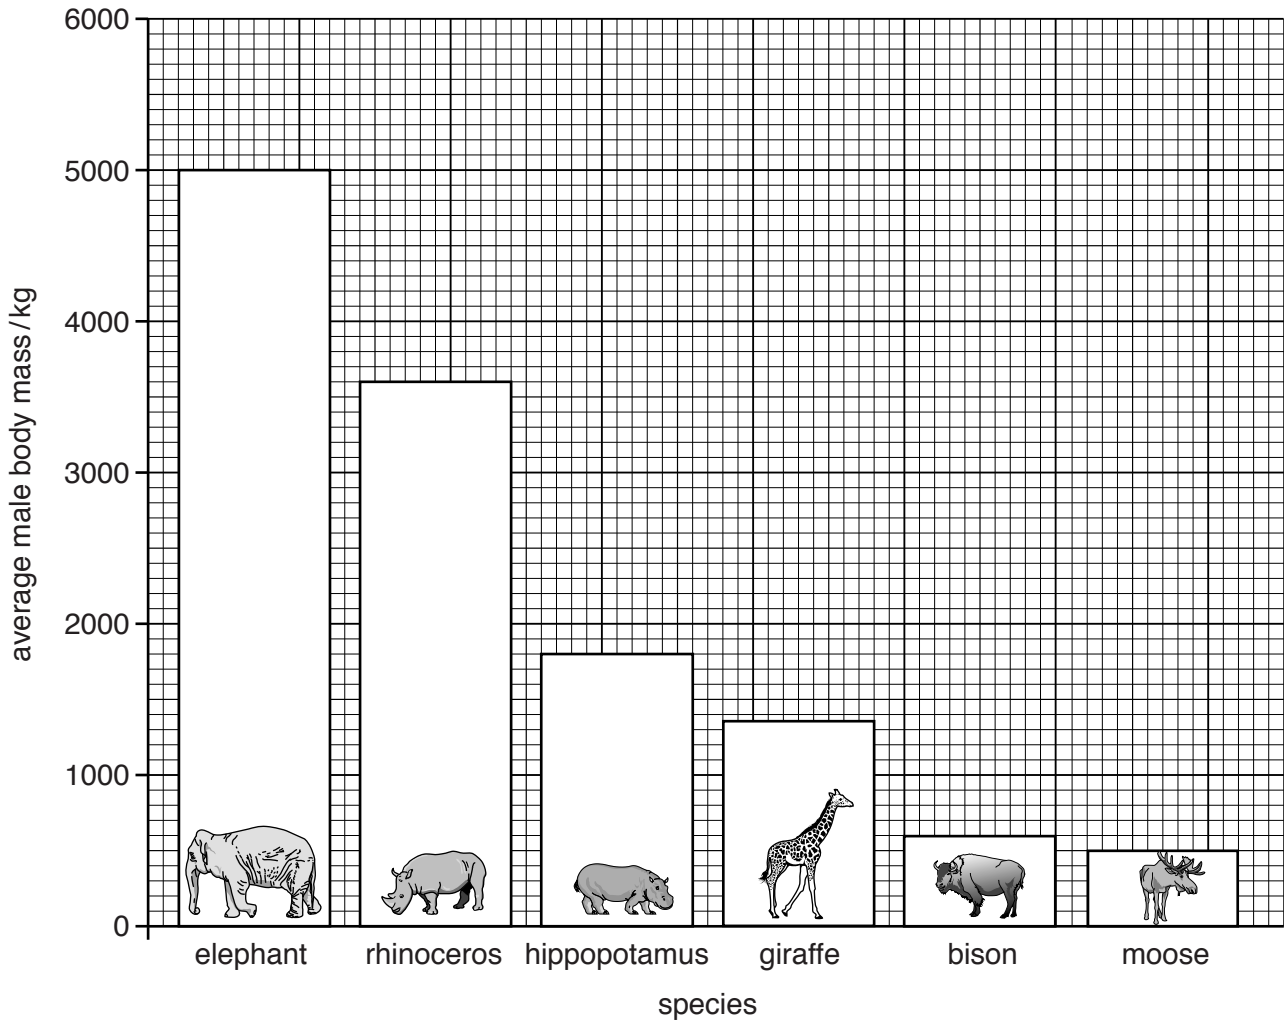 6000
5000
4000
3000
2000
1000
0
average male body mass / kg
elephant rhinoceros hippopotamus giraffe bison moose
species